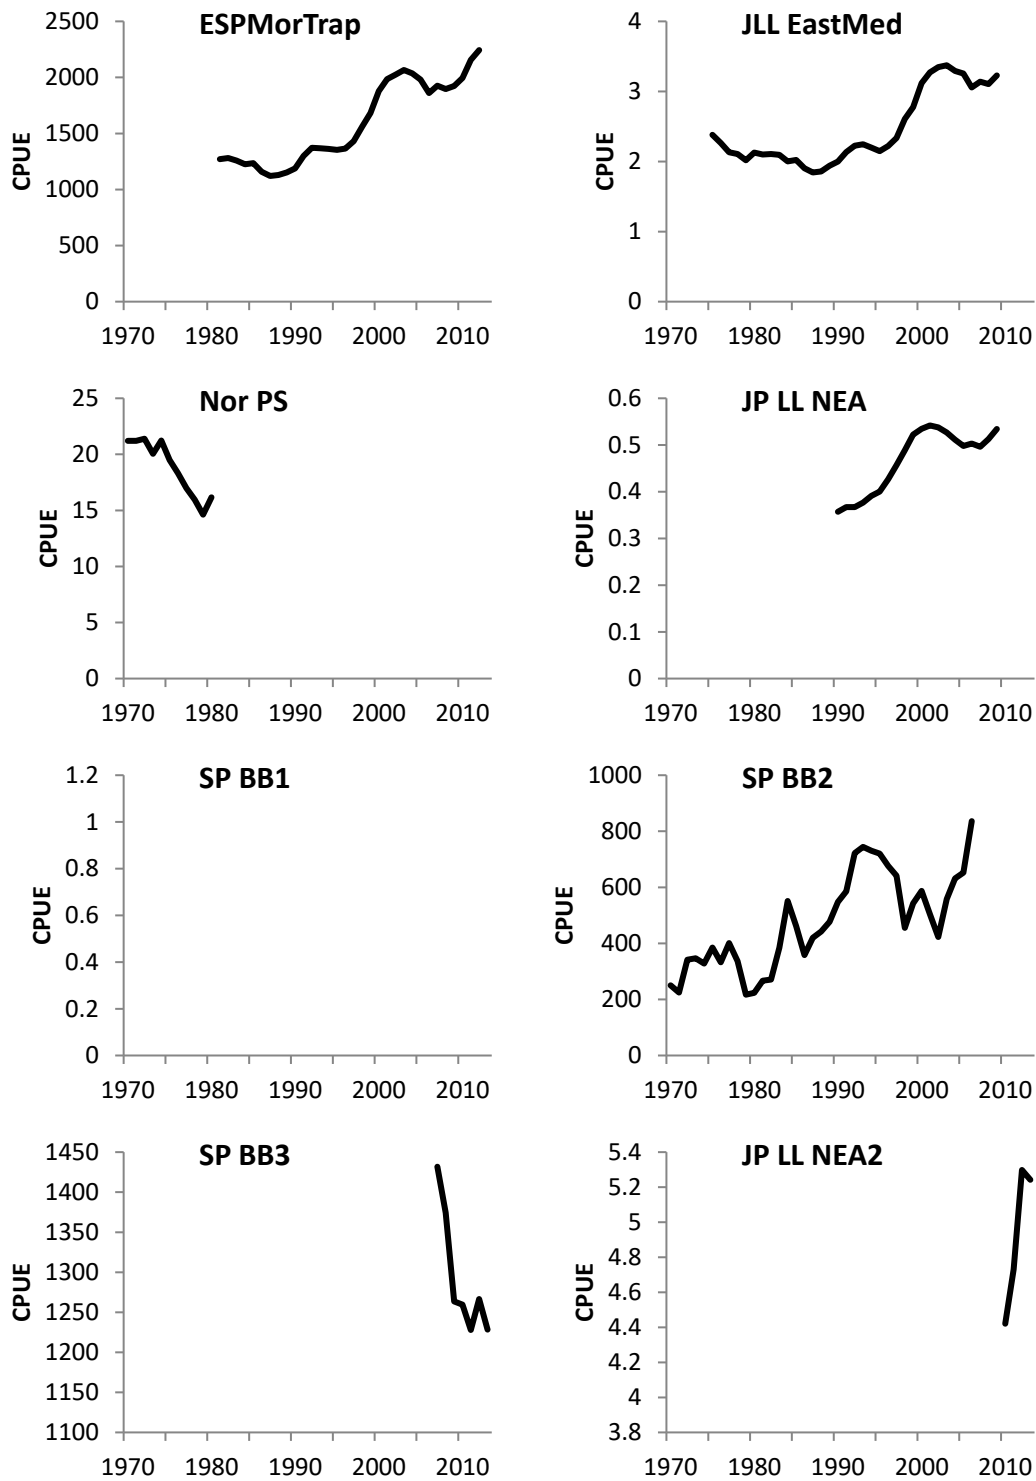 ESPMorTrap
2500
2000
1500
1000
500
0
CPUE
1970 1980 1990 2000 2010
JLL EastMed
4
3
2
1
0
CPUE
1970 1980 1990 2000 2010
Nor PS
25
20
15
10
5
0
CPUE
1970 1980 1990 2000 2010
JP LL NEA
0.6
0.5
0.4
0.3
0.2
0.1
0
CPUE
1970 1980 1990 2000 2010
SP BB1
1.2
1
0.8
0.6
0.4
0.2
0
CPUE
1970 1980 1990 2000 2010
SP BB2
1000
800
600
400
200
0
CPUE
1970 1980 1990 2000 2010
SP BB3
1450
1400
1350
1300
1250
1200
1150
1100
CPUE
1970 1980 1990 2000 2010
JP LL NEA2
5.4
5.2
5
4.8
4.6
4.4
4.2
4
3.8
CPUE
1970 1980 1990 2000 2010